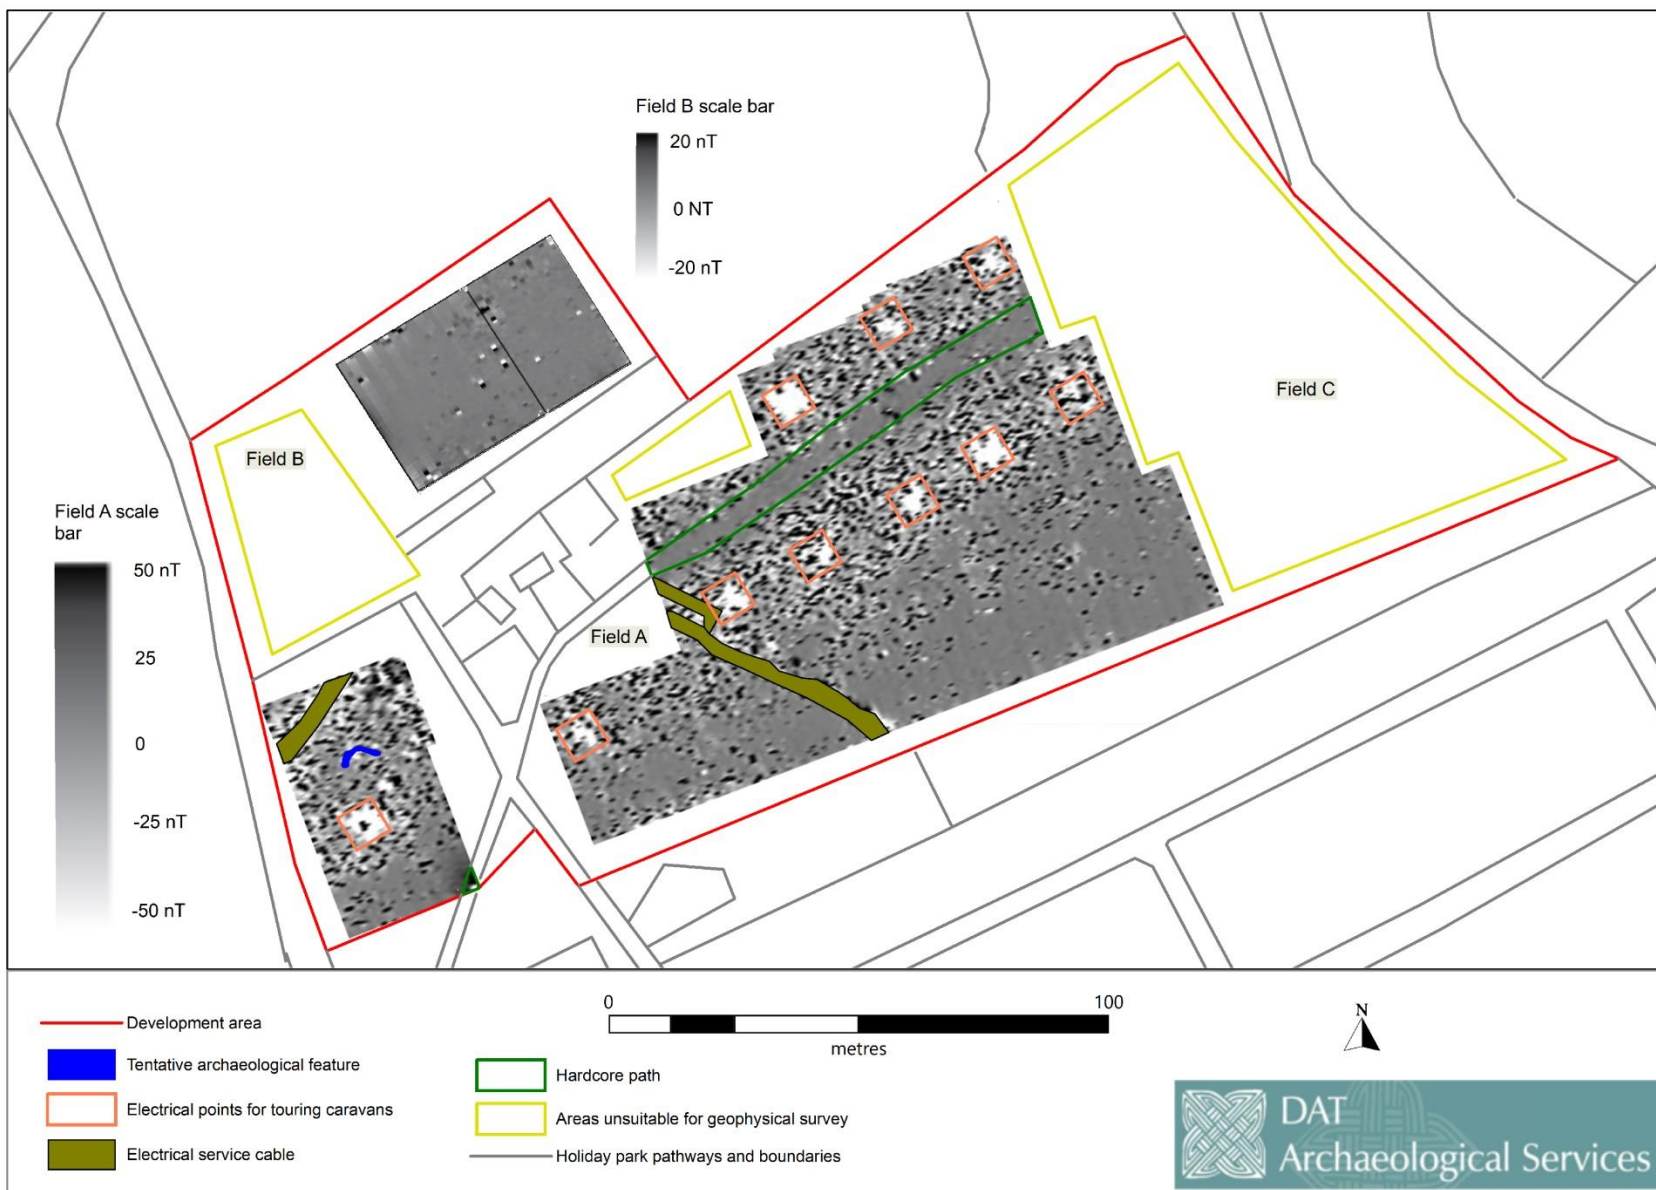 Field B scale bar
20 nT
0 NT
-20 nT
Field C
Field B
Field A scale
bar
50 nT
25
0
-25 nT
-50 nT
Field A
0
100
metres
N
Development area
Tentative archaeological feature
Electrical points for touring caravans
Electrical service cable
Hardcore path
Areas unsuitable for geophysical survey
Holiday park pathways and boundaries
DAT
Archaeological Services